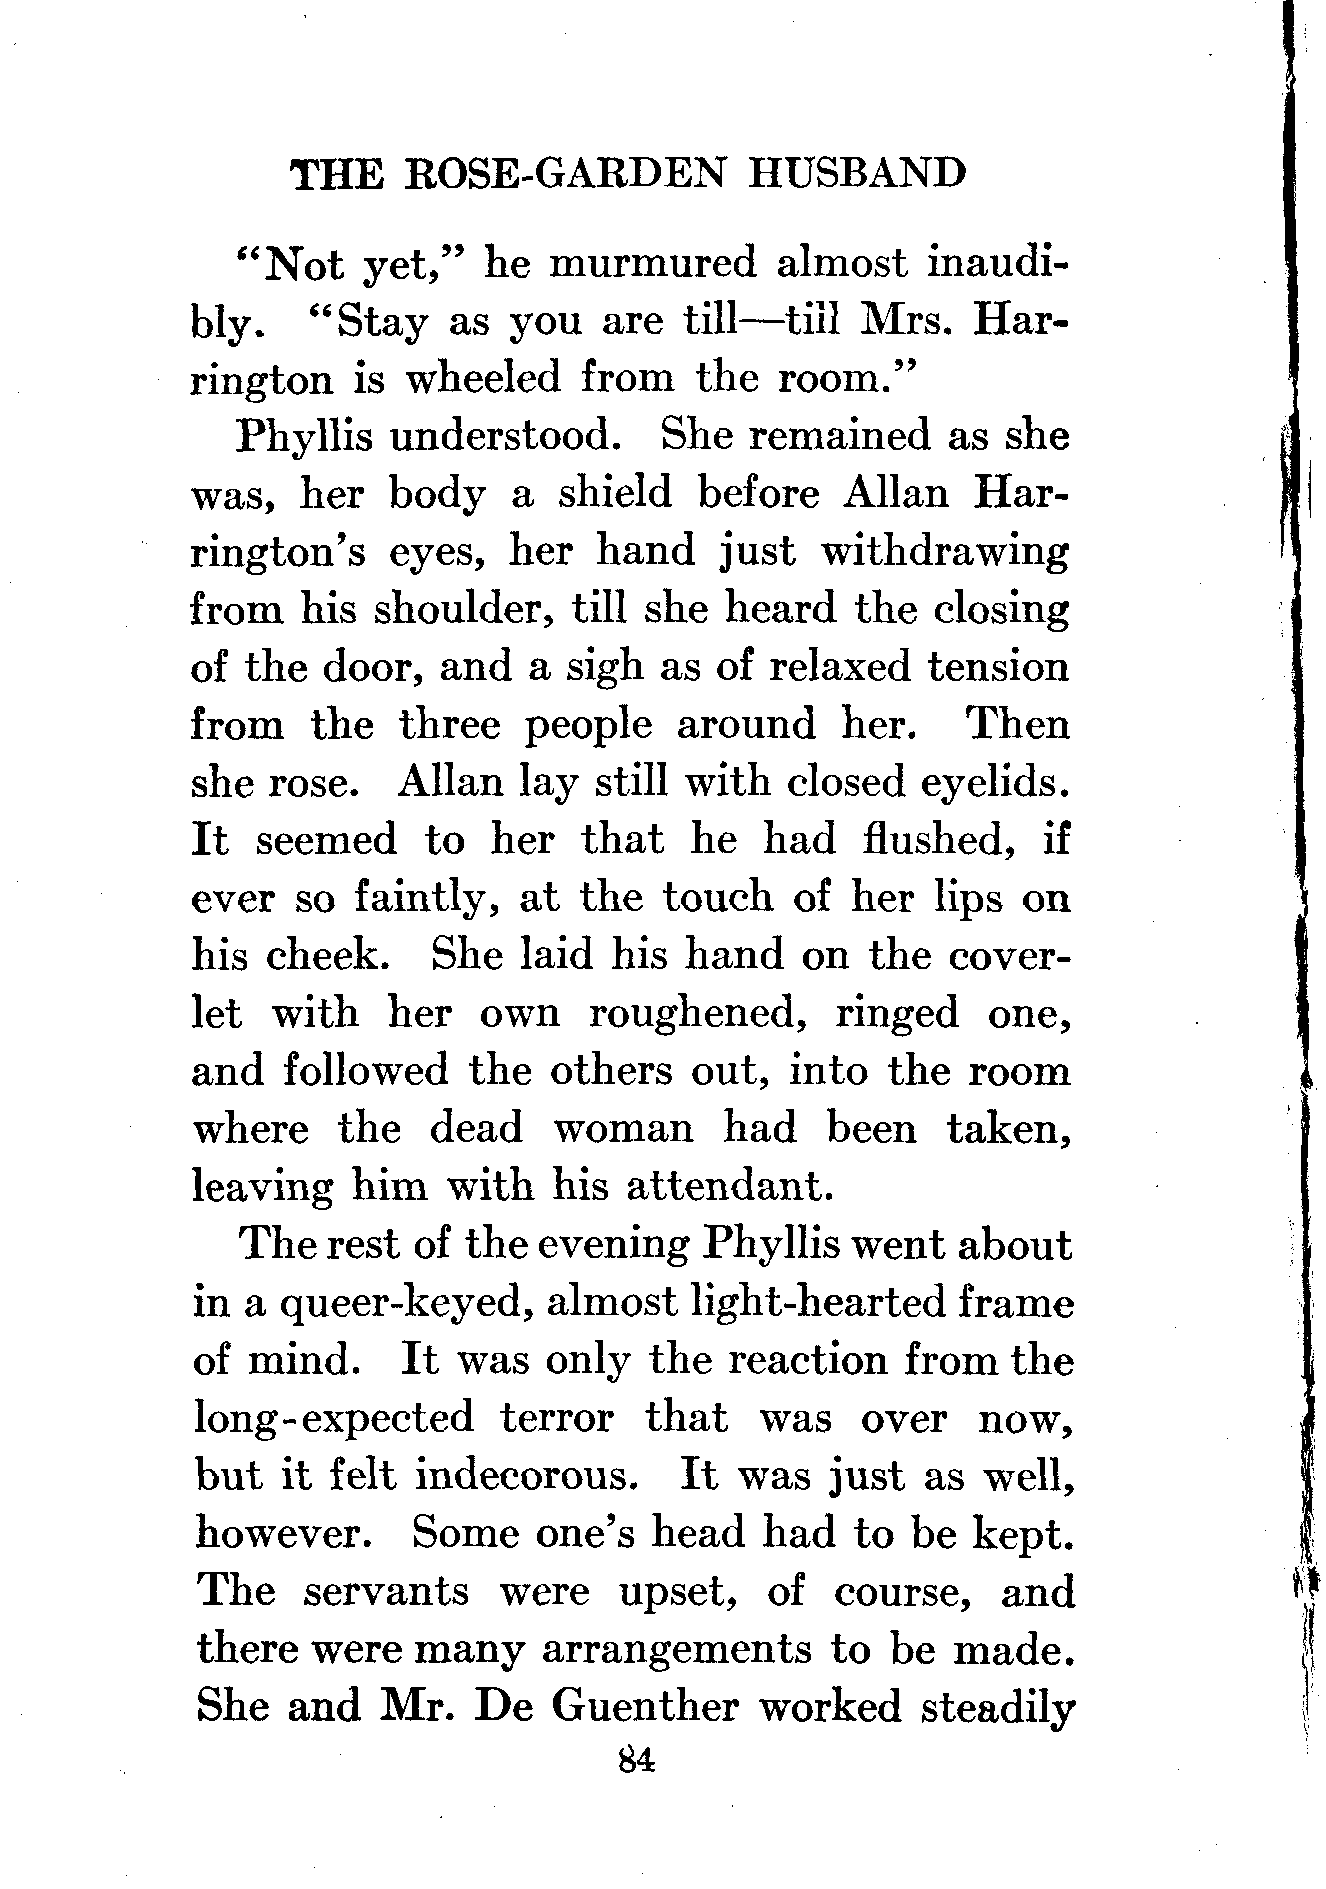 THE ROSE-GARDEN HUSBAND
“Not yet,” he murmured almost inaudi-
bly. “Stay as you are till—till Mrs. Har-
rington is wheeled from the room.”
Phyllis understood. She remained as she
was, her body a shield before Allan Har-
rington’s eyes, her hand just withdrawing
from his shoulder, till she heard the closing
of the door, and a sigh as of relaxed tension
from the three people around her. Then
she rose. Allan lay still with closed eyelids.
It seemed to her that he had flushed, if
ever so faintly, at the touch of her lips on
his cheek. She laid his hand on the cover-
let with her own roughened, ringed one,
and followed the others out, into the room
where the dead woman had been taken,
leaving him with his attendant.
The rest of the evening Phyllis went about
in a queer-keyed, almost light-hearted frame
of mind. It was only the reaction from the
long-expected terror that was over now,
but it felt indecorous. It was just as well,
however. Some one’s head had to be kept.
The servants were upset, of course, and
there were many arrangements to be made.
She and Mr. De Guenther worked steadily
84